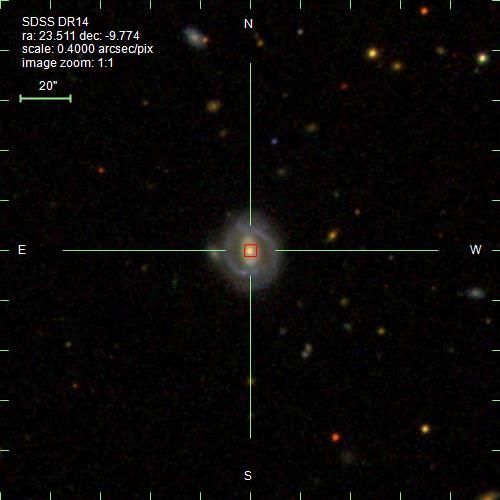 SDSS DR14
ra: 23.511 dec: -9.774
scale: 0.4000 arcsec/pix
image zoom: 1:1
20"
N
E
W
S